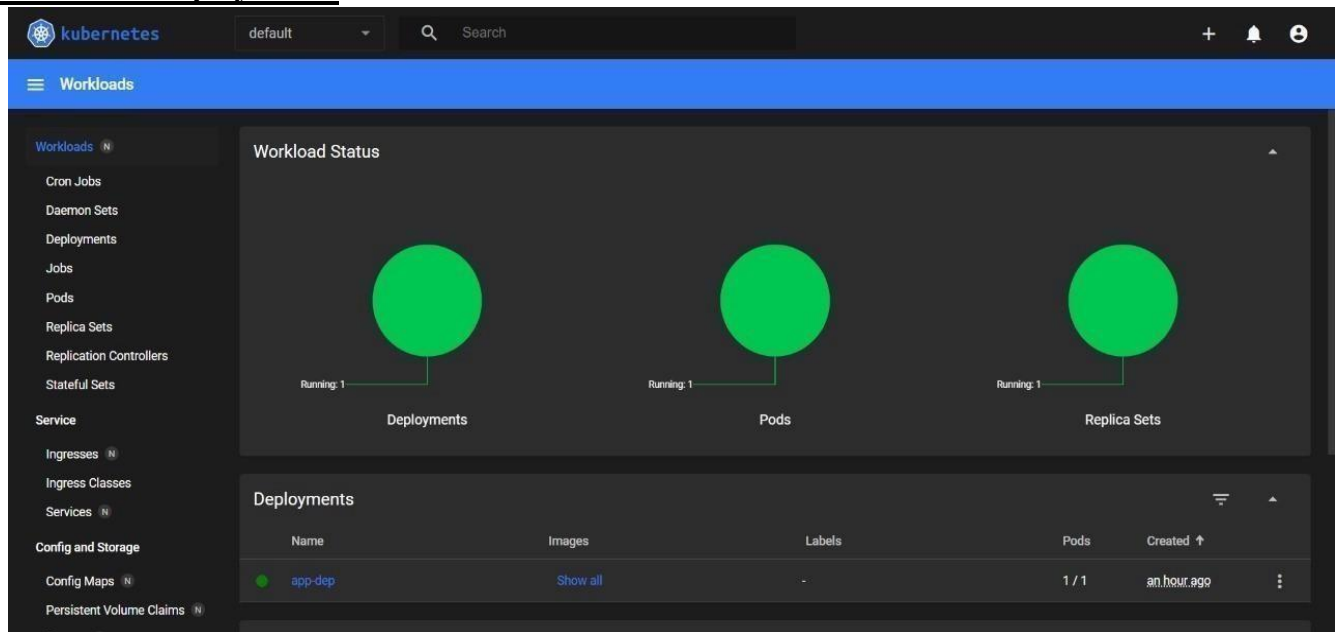 kubernetes
default
Search
Workloads
Workloads N
Cron Jobs
Daemon Sets
Deployments
Jobs
Pods
Replica Sets
Replication Controllers
Stateful Sets
Service
Ingresses N
Ingress Classes
Services N
Config and Storage
Config Maps N
Persistent Volume Claims N
Workload Status
Running: 1
Deployments
Running: 1
Pods
Running: 1
Replica Sets
Deployments
Name Images Labels Pods Created ↑
app-dep Show all - 1 / 1 an hour ago